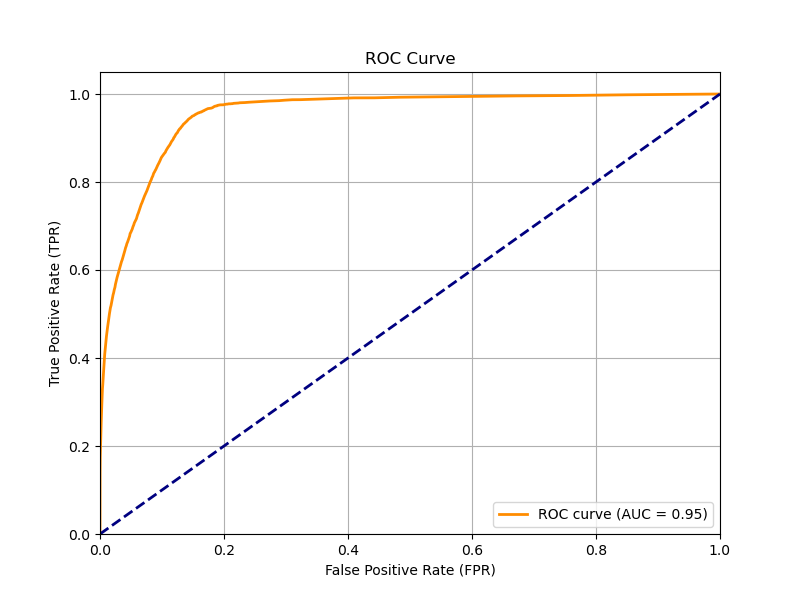 ROC Curve
True Positive Rate (TPR)
1.0
0.8
0.6
0.4
0.2
0.0
0.0 0.2 0.4 0.6 0.8 1.0
False Positive Rate (FPR)
ROC curve (AUC = 0.95)